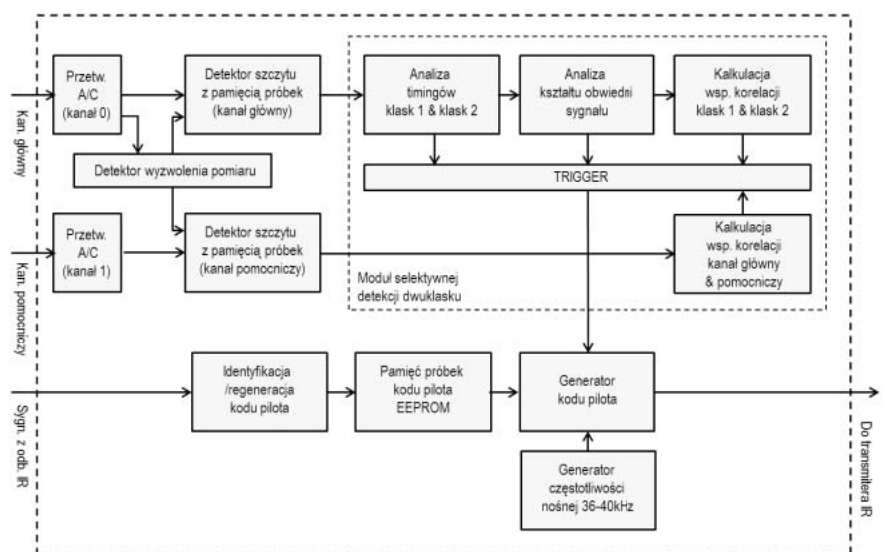 Przetw.
A/C
(kanał 0)
Detektor szczytu
z pamięcią próbek
(kanał główny)
Analiza
timingów
klask 1 & klask 2
Analiza
kształtu obwiedni
sygnału
Kalkulacja
wsp. korelacji
klask 1 & klask 2
Kan. główny
Detektor wyzwolenia pomiaru
TRIGGER
Przetw.
A/C
(kanał 1)
Detektor szczytu
z pamięcią próbek
(kanał pomocniczy)
Kalkulacja
wsp. korelacji
kanał główny
& pomocniczy
Moduł selektywnej
detekcji dwuklasku
Kan. pomocniczy
Identyfikacja
/regeneracja
kodu pilota
Pamięć próbek
kodu pilota
EEPROM
Generator
kodu pilota
Sygn. z odb. IR
Do transmitera IR
Generator
częstotliwości
nośnej 36-40kHz